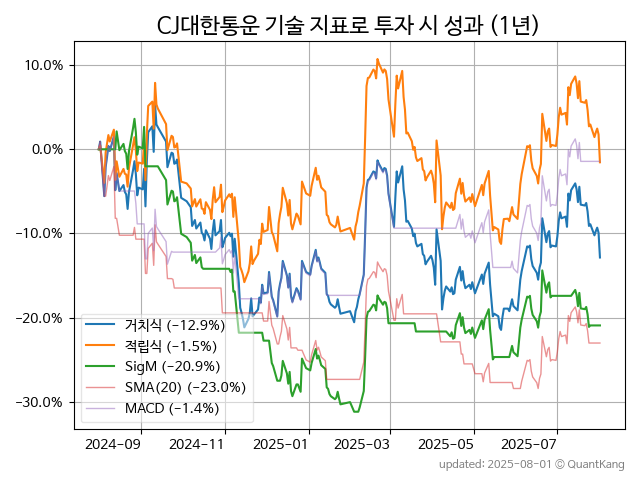 CJ대한통운 기술 지표로 투자 시 성과 (1년)
10.0%
0.0%
−10.0%
−20.0%
−30.0%
거치식 (−12.9%)
적립식 (−1.5%)
SigM (−20.9%)
SMA(20) (−23.0%)
MACD (−1.4%)
2024-09
2024-11
2025-01
2025-03
2025-05
2025-07
updated: 2025-08-01 © QuantKang